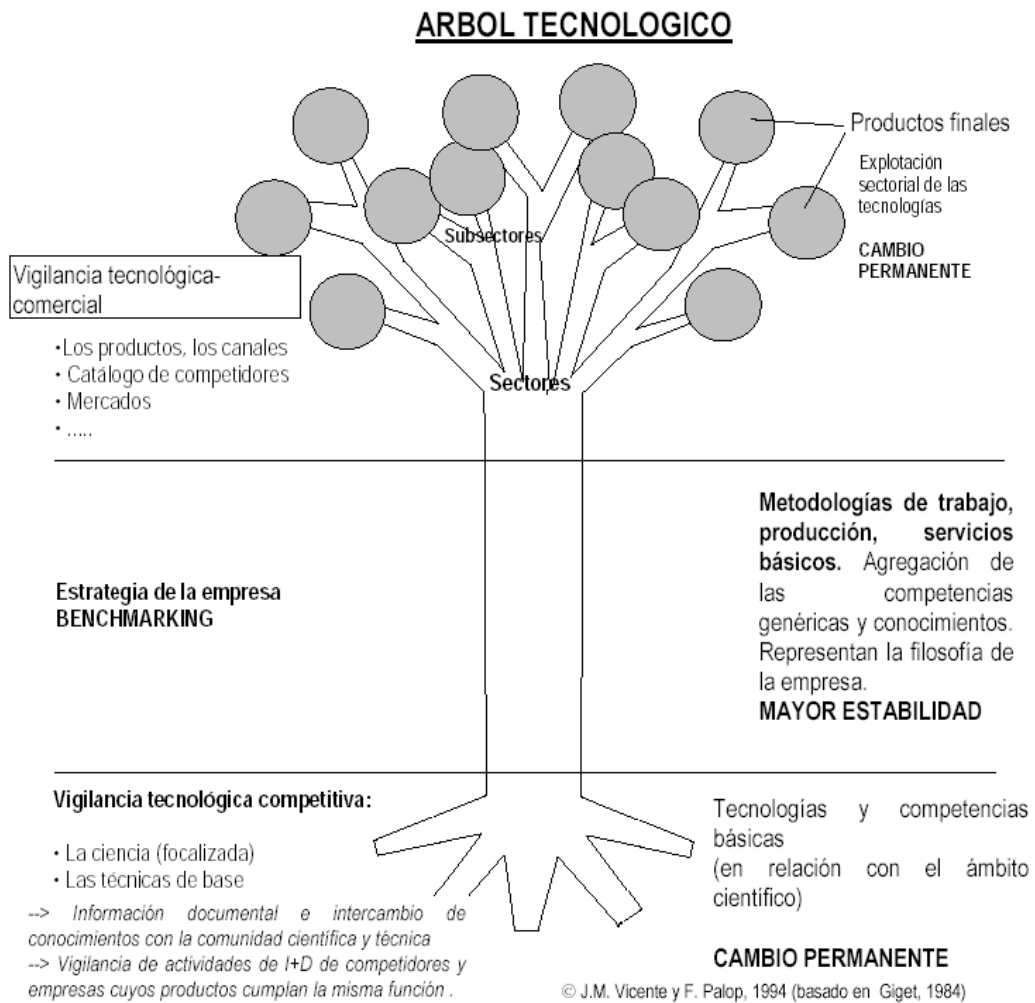 ARBOL TECNOLOGICO
Productos finales
Explotación
sectorial de las
tecnologías
CAMBIO
PERMANENTE
Subsectores
Vigilancia tecnológica-
comercial
•Los productos, los canales
• Catálogo de competidores
• Mercados
• .....
Sectores
Estrategia de la empresa
BENCHMARKING
Metodologías de trabajo,
producción, servicios
básicos. Agregación de
las competencias
genéricas y conocimientos.
Representan la filosofía de
la empresa.
MAYOR ESTABILIDAD
Vigilancia tecnológica competitiva:
• La ciencia (focalizada)
• Las técnicas de base
--> Información documental e intercambio de
conocimientos con la comunidad científica y técnica
--> Vigilancia de actividades de I+D de competidores y
empresas cuyos productos cumplan la misma función .
Tecnologías y competencias
básicas
(en relación con el ámbito
científico)
CAMBIO PERMANENTE
© J.M. Vicente y F. Palop, 1994 (basado en Giget, 1984)